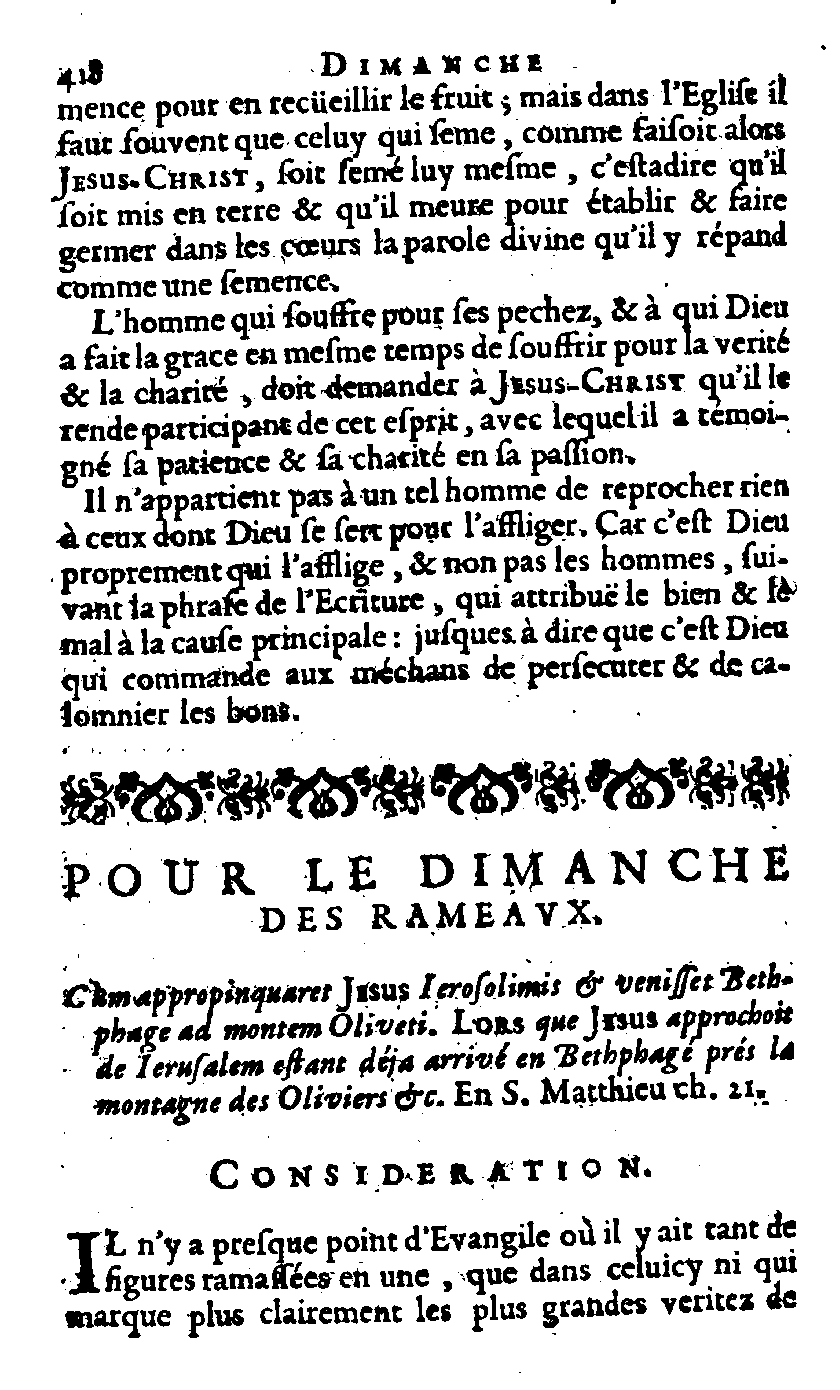 418 DIMANCHE
mence pour en recüeillir le fruit ; mais dans l'Egliſe il
faut ſouvent que celuy qui ſeme , comme faiſoit alors
JESUS-CHRIST , ſoit ſemé luy meſme , c'eſtadire qu'il
ſoit mis en terre & qu'il meure pour établir & faire
germer dans les cœurs la parole divine qu'il y répand
comme une ſemence.
L'homme qui ſouffre pour ſes pechez, & à qui Dieu
a fait la grace en meſme temps de ſouffrir pour la verité
& la charité , doit demander à JESUS-CHRIST qu'il le
rende participant de cet eſprit, avec lequel il a témoi-
gné ſa patience & ſa charité en ſa paſſion.
Il n'appartient pas à un tel homme de reprocher rien
à ceux dont Dieu ſe ſert pour l'affliger. Car c'eſt Dieu
proprement qui l'afflige , & non pas les hommes , ſui-
vant la phraſe de l'Ecriture , qui attribuë le bien & le
mal à la cauſe principale : juſques à dire que c'eſt Dieu
qui commande aux méchans de perſecuter & de ca-
lomnier les bons.
POUR LE DIMANCHE
DES RAMEAVX.
Cùm appropinquaret JESUS Ieroſolimis & veniſſet Beth-
phage ad montem Oliveti. LORS que JESUS approchoit
de Ieruſalem eſtant déja arrivé en Bethphagé prés la
montagne des Oliviers &c. En S. Matthieu ch. 21.
CONSIDERATION.
IL n'y a preſque point d'Evangile où il y ait tant de
figures ramaſſées en une , que dans celuicy ni qui
marque plus clairement les plus grandes veritez de